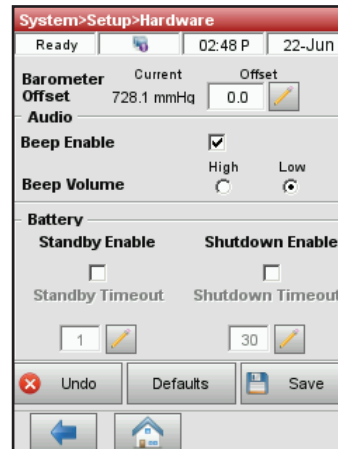 System>Setup>Hardware
Ready 02:48 P 22-Jun
Barometer Offset Current 728.1 mmHg Offset 0.0
Audio
Beep Enable
High Low
Beep Volume
Battery
Standby Enable Shutdown Enable
Standby Timeout Shutdown Timeout
1 30
Undo Defaults Save